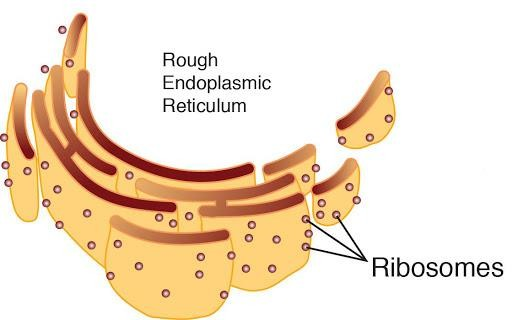 Rough
Endoplasmic
Reticulum
Ribosomes